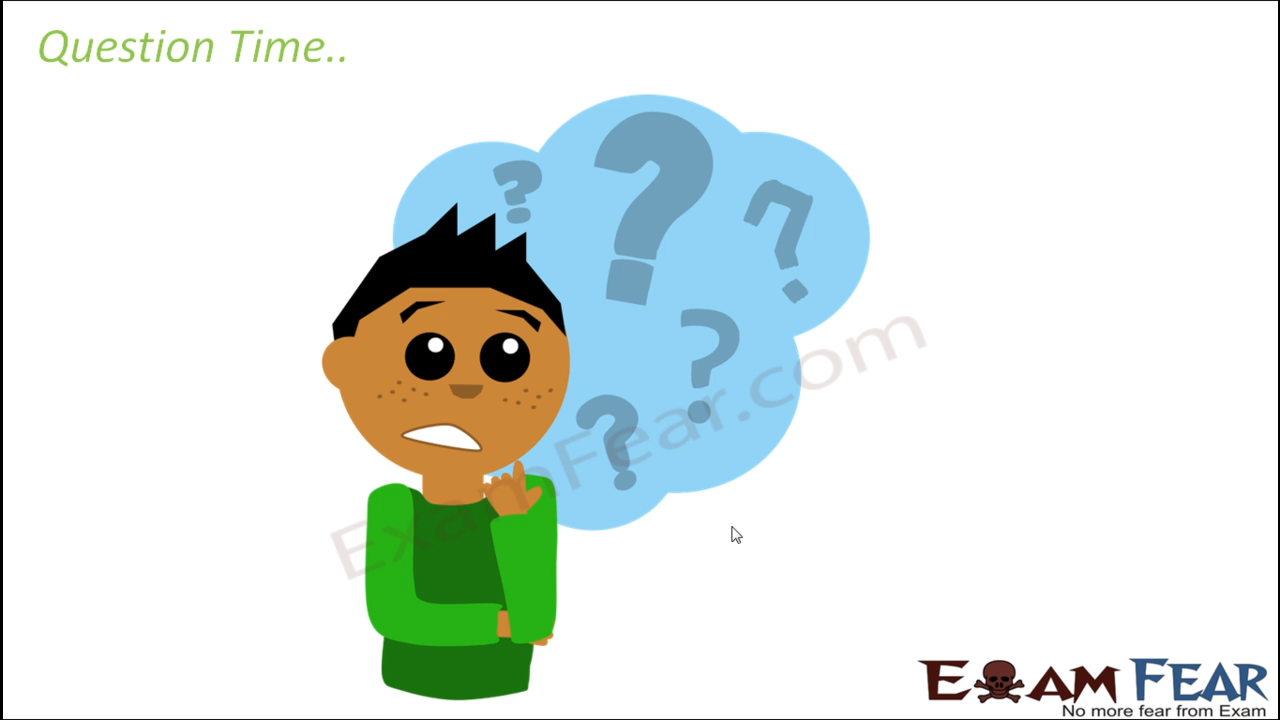 Question Time..
? ? ? ? ?
ExamFear.com
EXAM FEAR
No more fear from Exam